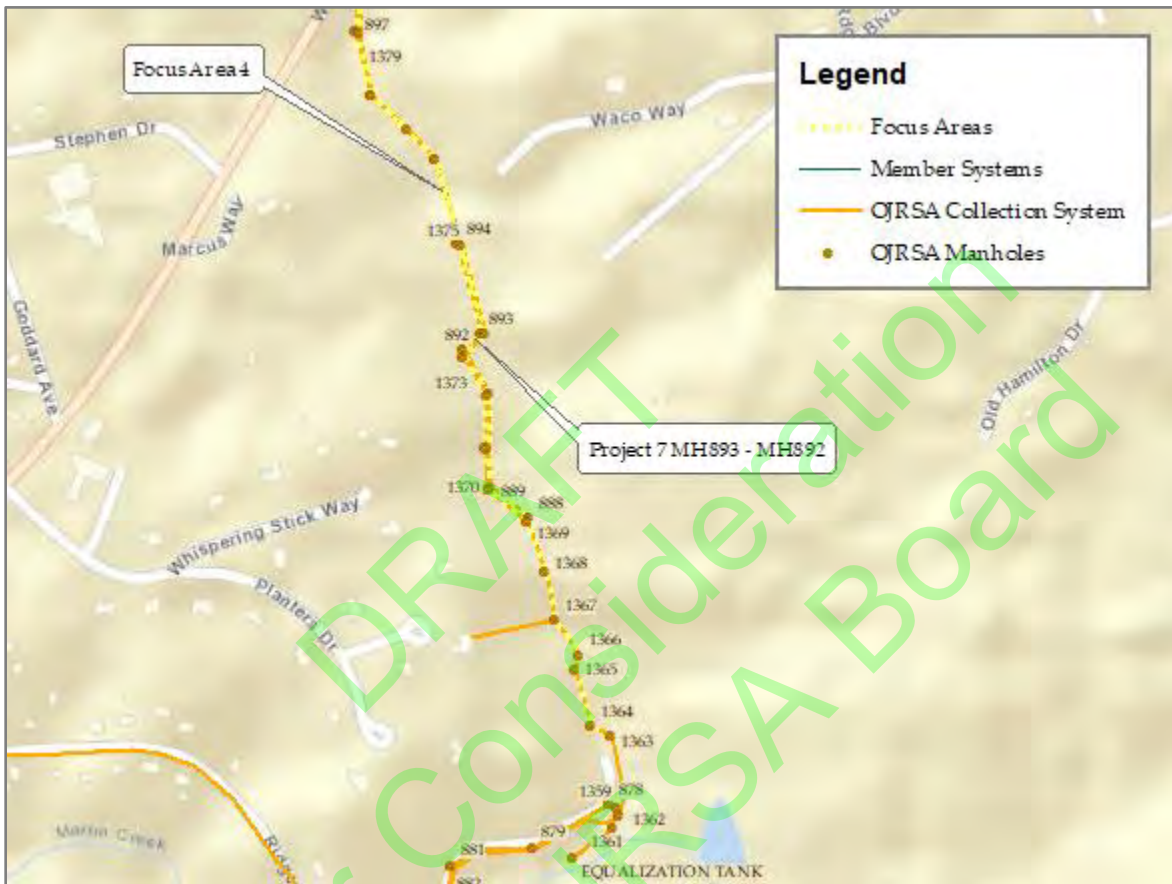 897
1379
Focus Area 4
Legend
Focus Areas
Member Systems
OJRSA Collection System
OJRSA Manholes
Stephen Dr
Waco Way
Blvd
Marcus Way
1375 894
Goddard Ave
893
892
1373
Old Hamilton Dr
Project 7 MH893 - MH892
1370 889
888
1369
Whispering Stick Way
1368
Planters Dr
1367
1366
1365
1364
1363
1359 878
1362
879
1361
Martin Creek
881
EQUALIZATION TANK
882
DRAFT
Consideration
OJRSA Board